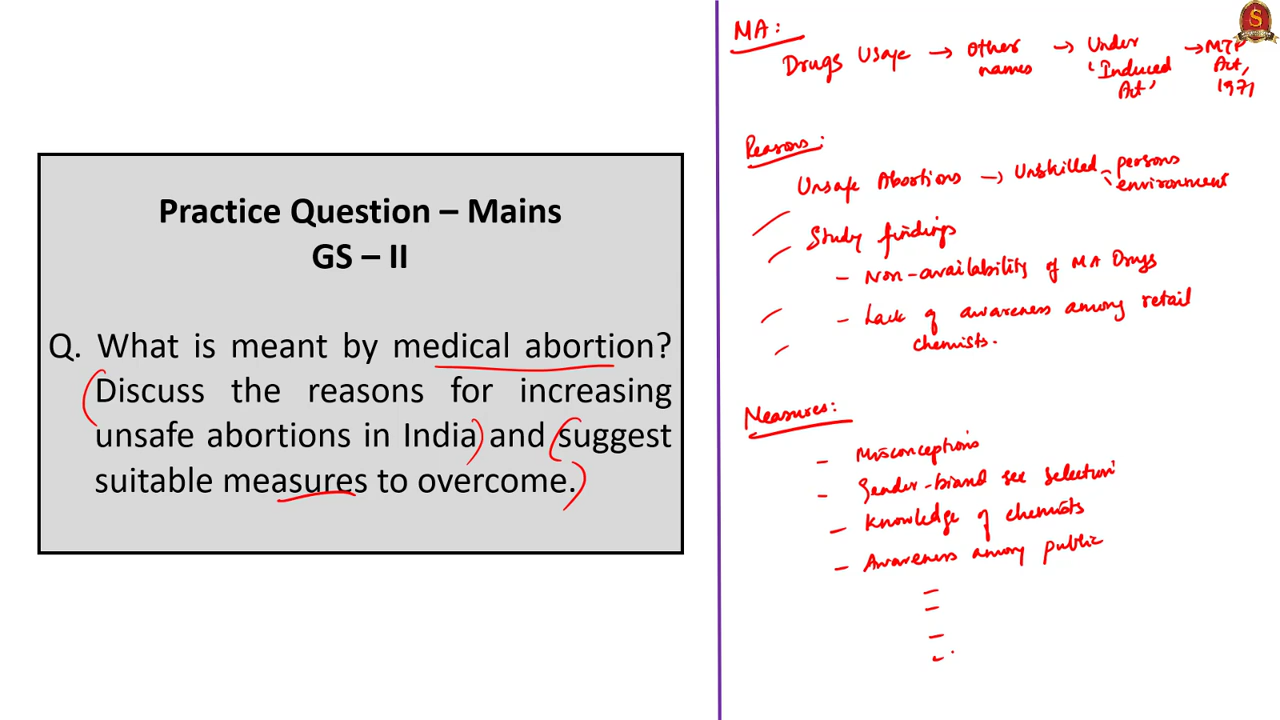 Practice Question – Mains
GS – II
Q. What is meant by medical abortion?
Discuss the reasons for increasing
unsafe abortions in India and suggest
suitable measures to overcome.
MA:
Drugs Usage → Other names → Under 'Induced Act' → MTP Act, 1971
Reasons:
Unsafe Abortions → Unskilled persons
environment
Study findings
- Non-availability of MA Drugs
- Lack of awareness among retail
chemists.
Measures:
- Misconceptions
- Gender-biased sex selection
- Knowledge of chemists
- Awareness among public
S